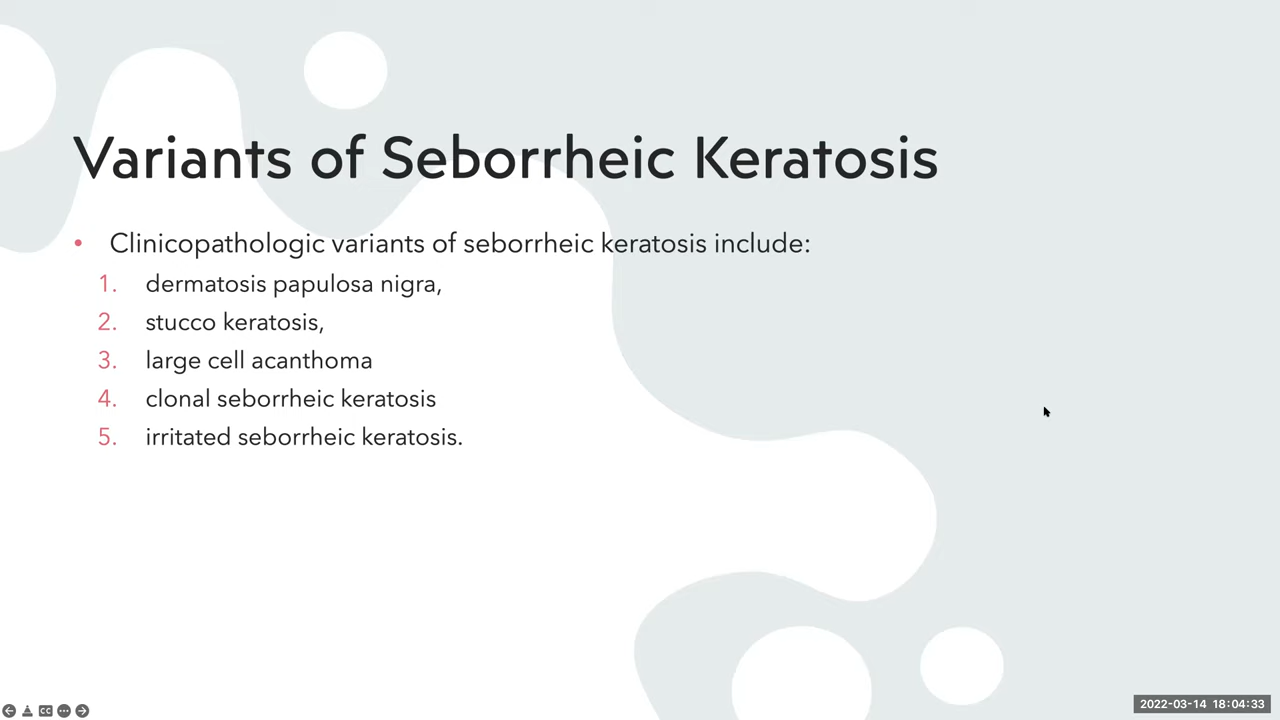 Variants of Seborrheic Keratosis
• Clinicopathologic variants of seborrheic keratosis include:
1. dermatosis papulosa nigra,
2. stucco keratosis,
3. large cell acanthoma
4. clonal seborrheic keratosis
5. irritated seborrheic keratosis.
CC
2022-03-14 18:04:33